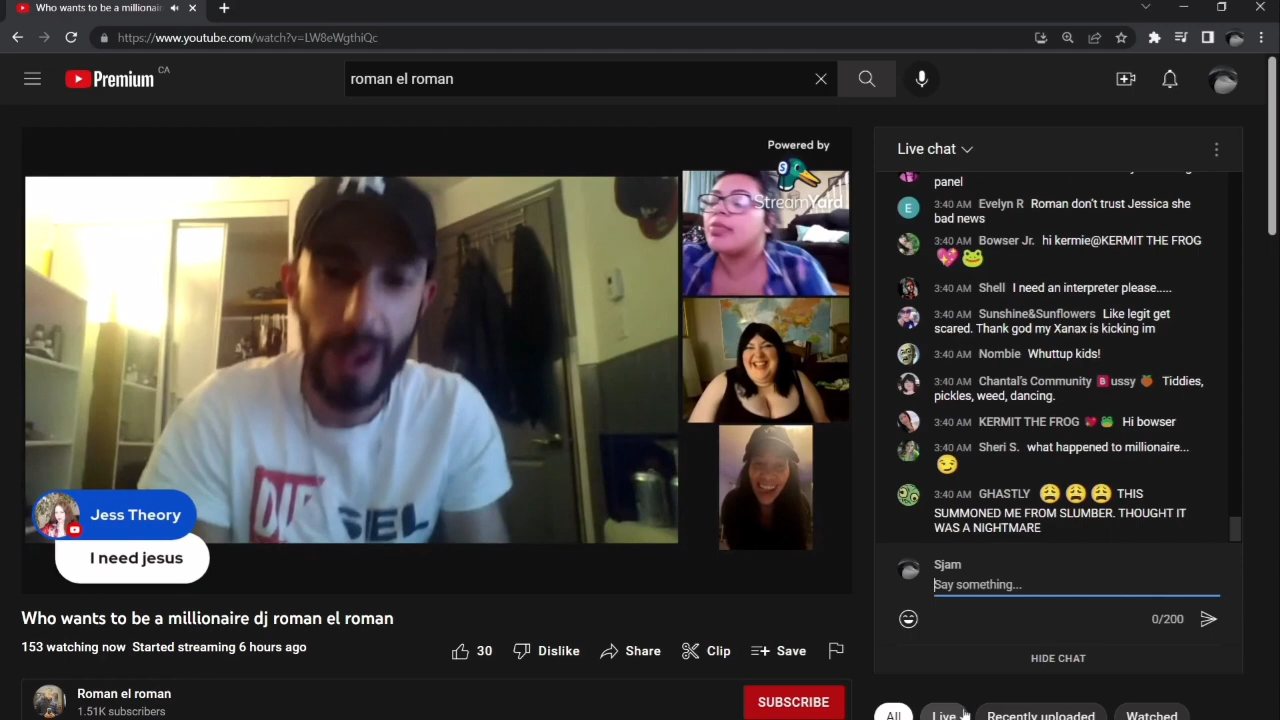 Who wants to be a millionair
https://www.youtube.com/watch?v=LW8eWgthiQc
Premium CA
roman el roman
Powered by
StreamYard
Jess Theory
I need jesus
Who wants to be a millionaire dj roman el roman
153 watching now Started streaming 6 hours ago
30
Dislike
Share
Clip
Save
Roman el roman
1.51K subscribers
SUBSCRIBE
Live chat
panel
E
3:40 AM Evelyn R Roman don't trust Jessica she
bad news
3:40 AM Bowser Jr. hi kermie@KERMIT THE FROG
💖🐸
3:40 AM Shell I need an interpreter please.....
3:40 AM Sunshine&Sunflowers Like legit get
scared. Thank god my Xanax is kicking im
3:40 AM Nombie Whuttup kids!
3:40 AM Chantal's Community 🅱️ussy 🍑 Tiddies,
pickles, weed, dancing.
3:40 AM KERMIT THE FROG 💖🐸 Hi bowser
3:40 AM Sheri S. what happened to millionaire...
😏
3:40 AM GHASTLY 😩😩😩 THIS
SUMMONED ME FROM SLUMBER. THOUGHT IT
WAS A NIGHTMARE
Sjam
Say something...
0/200
HIDE CHAT
All
Live
Recently uploaded
Watched